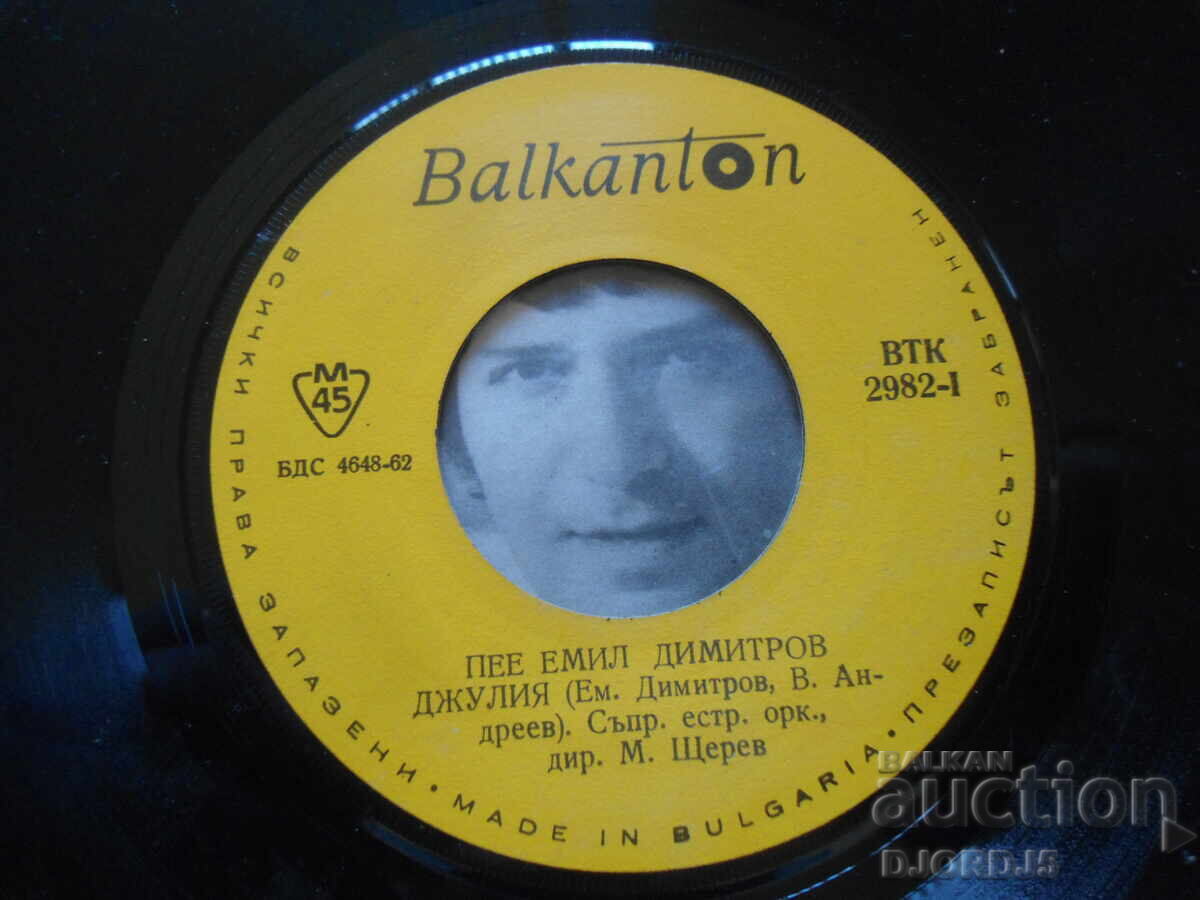 Balkanton
ВСИЧКИ ПРАВА ЗАПАЗЕНИ • MADE IN BULGARIA • ПРЕЗАПИСЪТ ЗАБРАНЕН
М
45
БДС 4648-62
ВТК
2982-I
ПЕЕ ЕМИЛ ДИМИТРОВ
ДЖУЛИЯ (Ем. Димитров, В. Ан-
дреев). Съпр. естр. орк.,
дир. М. Щерев
BALKAN
auction
DJORDJ5